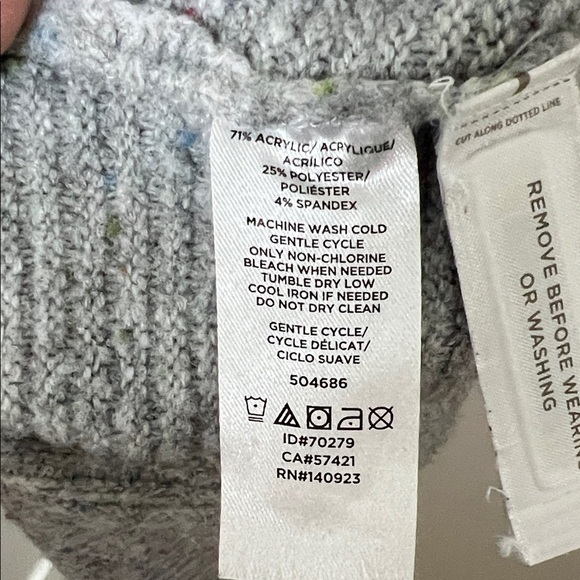 71% ACRYLIC/ ACRYLIQUE/
ACRÍLICO
25% POLYESTER/
POLIÉSTER
4% SPANDEX
MACHINE WASH COLD
GENTLE CYCLE
ONLY NON-CHLORINE
BLEACH WHEN NEEDED
TUMBLE DRY LOW
COOL IRON IF NEEDED
DO NOT DRY CLEAN
GENTLE CYCLE/
CYCLE DÉLICAT/
CICLO SUAVE
504686
ID#70279
CA#57421
RN#140923
CUT ALONG DOTTED LINE
REMOVE BEFORE WEARIN
OR WASHING